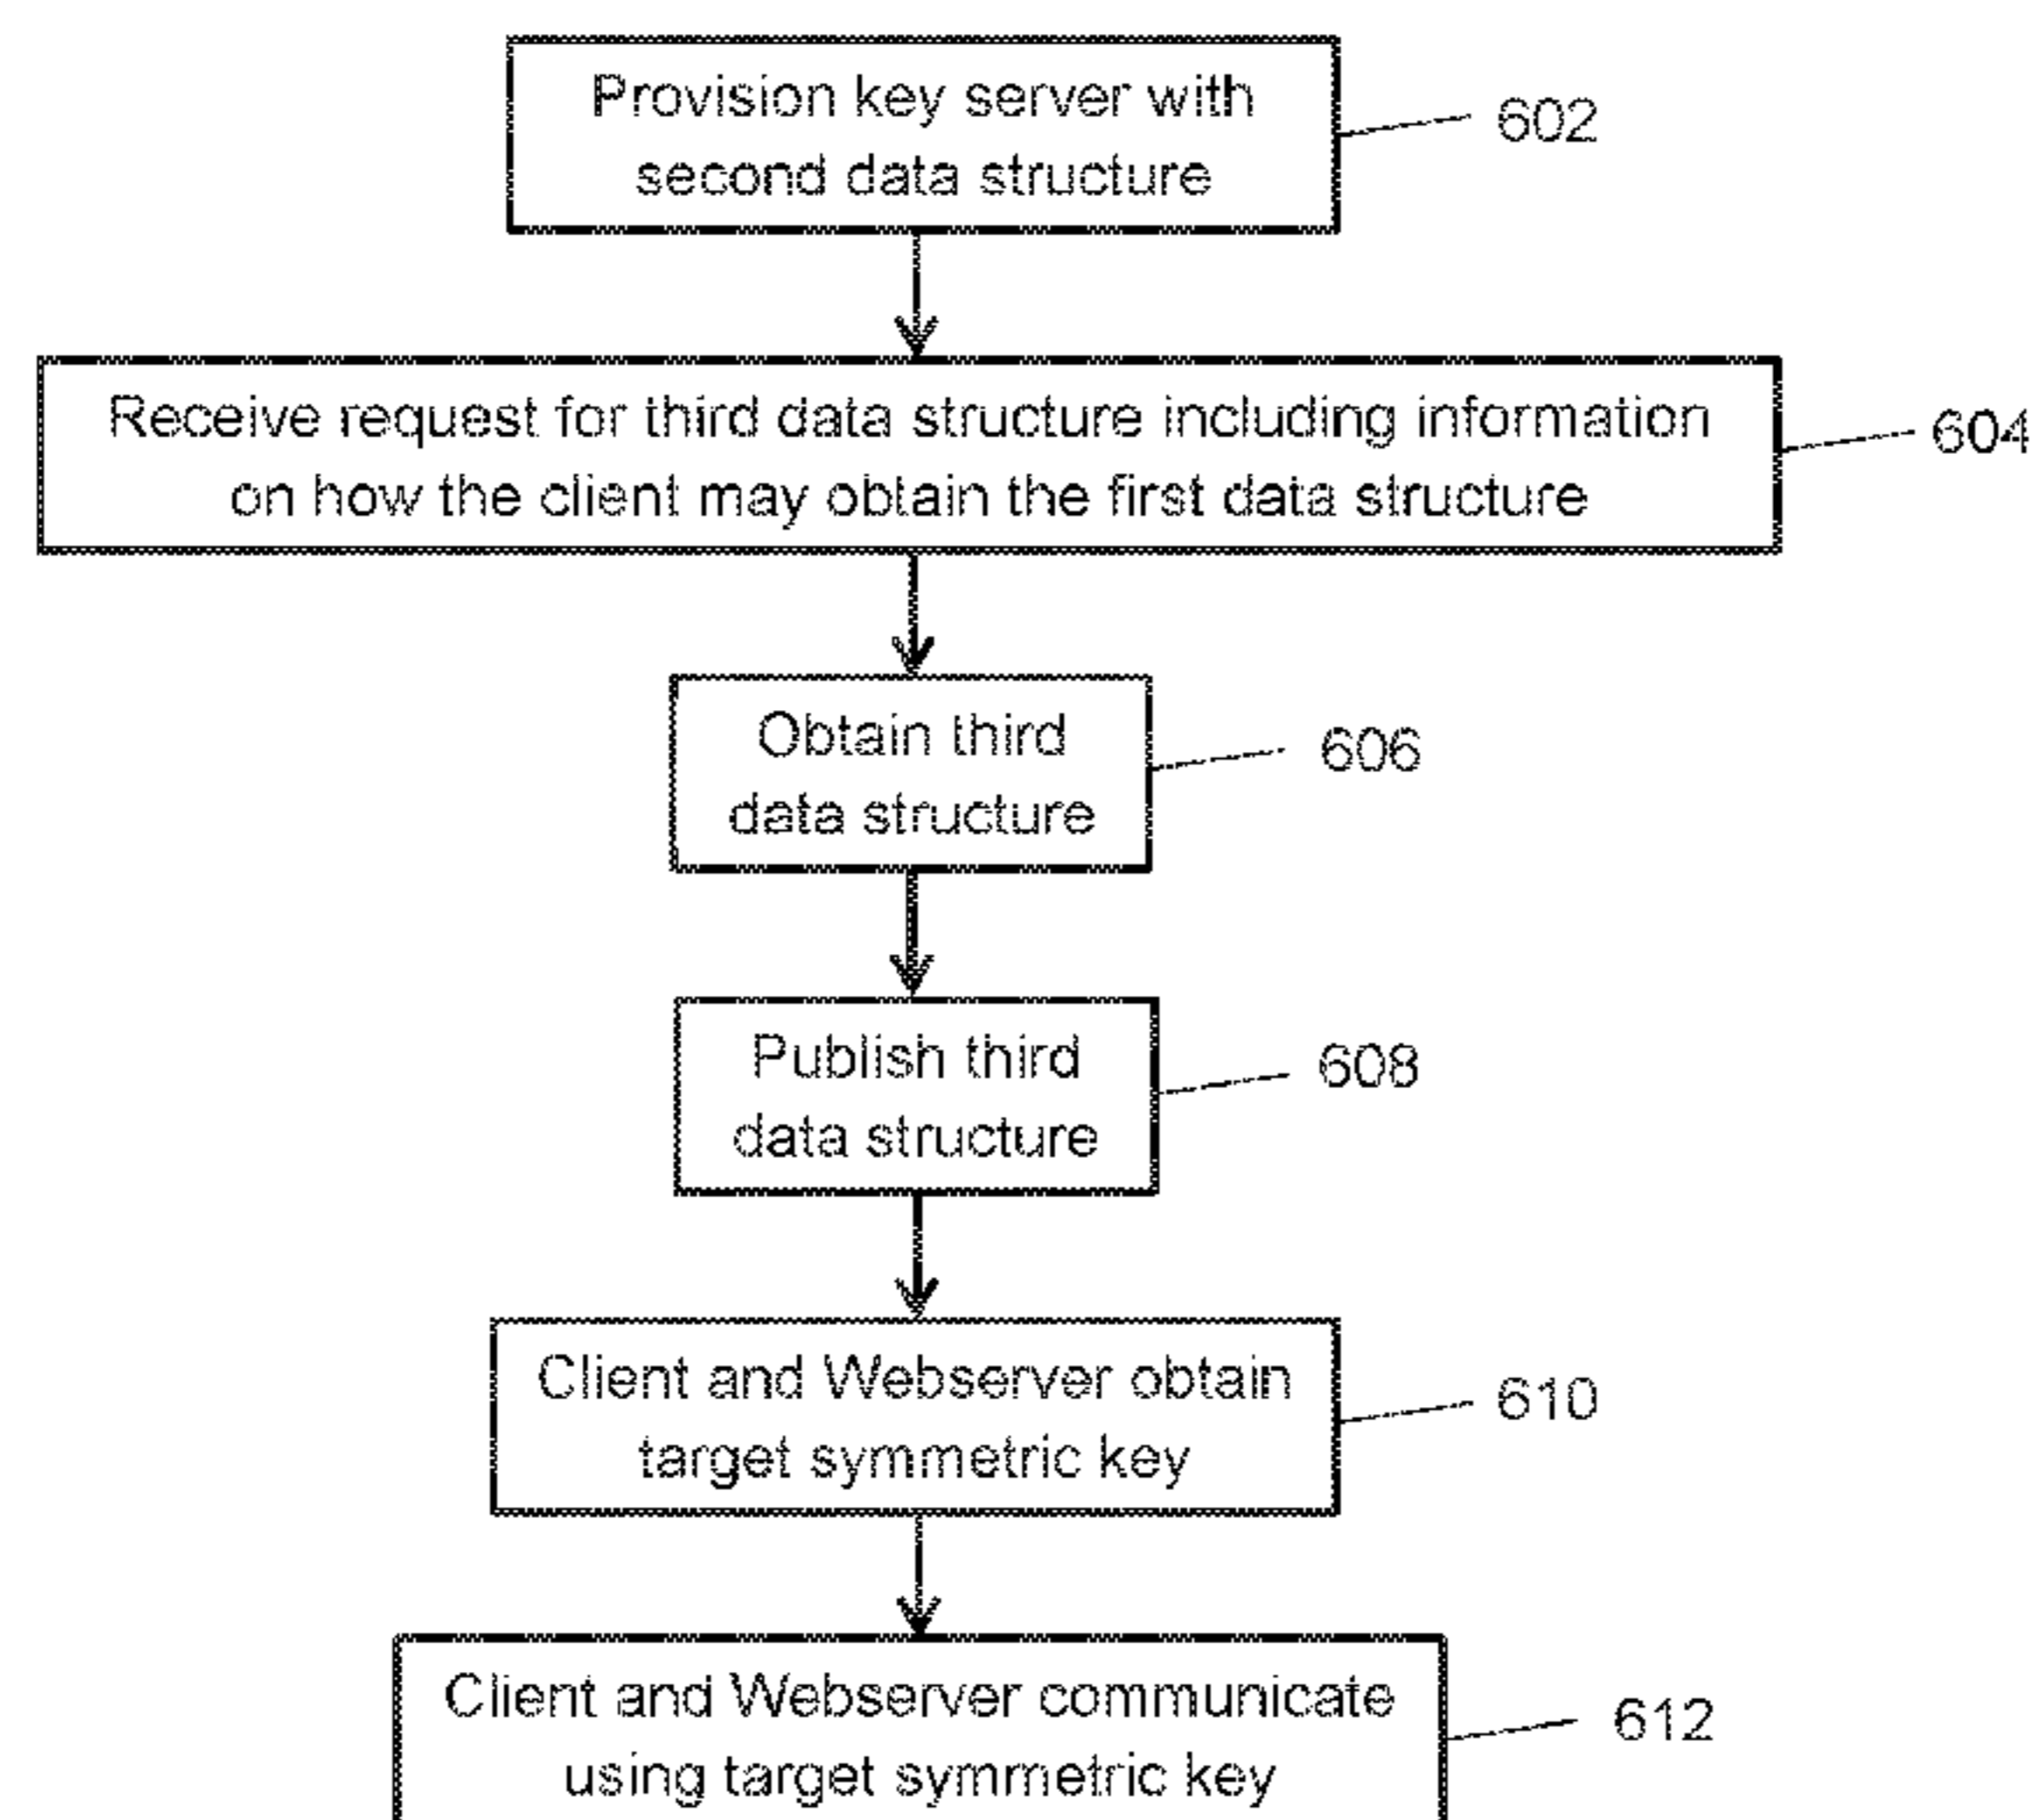 Provision key server with
second data structure
602
Receive request for third data structure including information
on how the client may obtain the first data structure
604
Obtain third
data structure
606
Publish third
data structure
608
Client and Webserver obtain
target symmetric key
610
Client and Webserver communicate
using target symmetric key
612